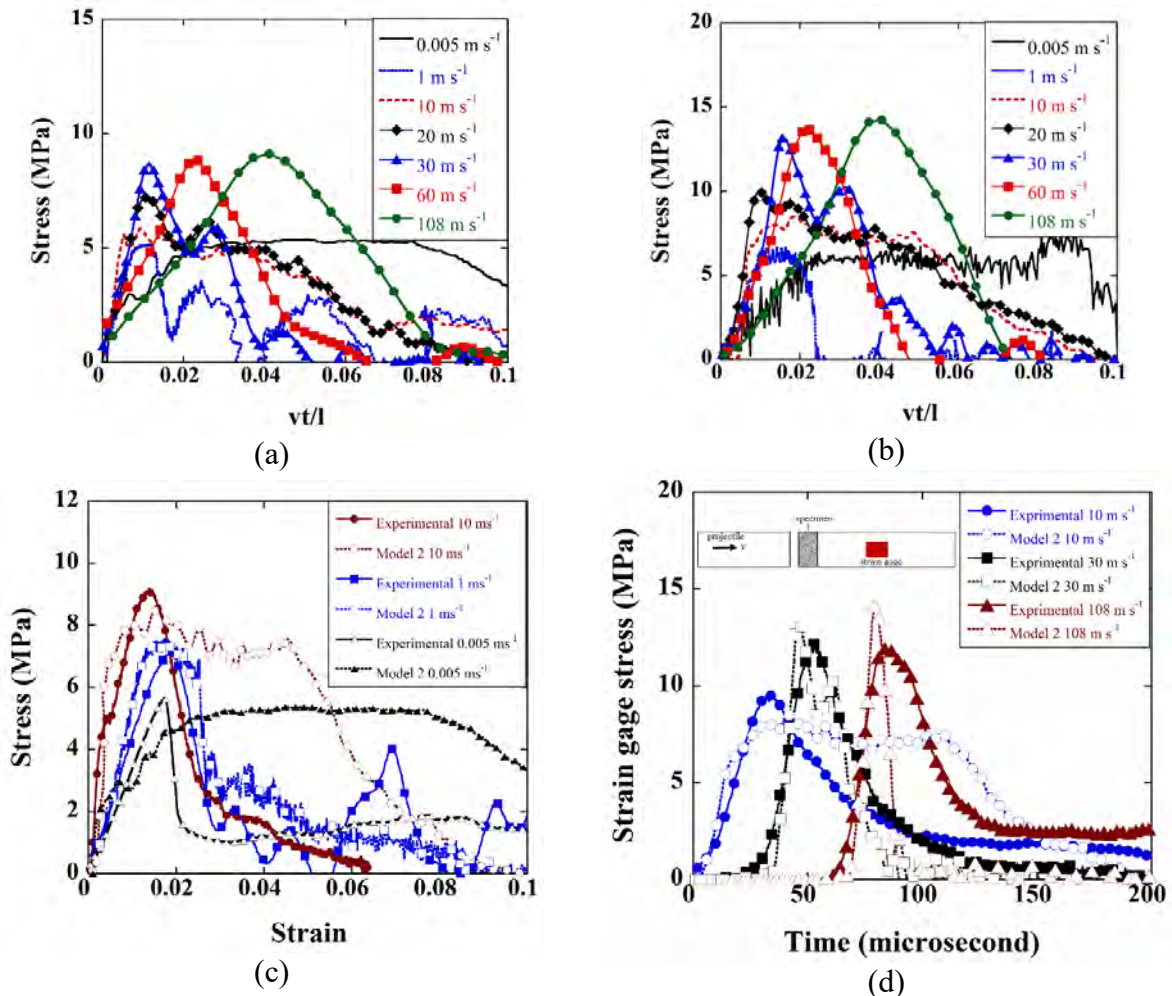 15
10
5
0
Stress (MPa)
0.005 m s⁻¹
1 m s⁻¹
10 m s⁻¹
20 m s⁻¹
30 m s⁻¹
60 m s⁻¹
108 m s⁻¹
0 0.02 0.04 0.06 0.08 0.1
vt/l
(a)
20
15
10
5
0
Stress (MPa)
0.005 m s⁻¹
1 m s⁻¹
10 m s⁻¹
20 m s⁻¹
30 m s⁻¹
60 m s⁻¹
108 m s⁻¹
0 0.02 0.04 0.06 0.08 0.1
vt/l
(b)
12
10
8
6
4
2
0
Stress (MPa)
Experimental 10 ms⁻¹
Model 2 10 ms⁻¹
Experimental 1 ms⁻¹
Model 2 1 ms⁻¹
Experimental 0.005 ms⁻¹
Model 2 0.005 ms⁻¹
0 0.02 0.04 0.06 0.08 0.1
Strain
(c)
20
15
10
5
0
Strain gage stress (MPa)
specimen
projectile
v
strain gage
Exprimental 10 m s⁻¹
Model 2 10 m s⁻¹
Exprimental 30 m s⁻¹
Model 2 30 m s⁻¹
Exprimental 108 m s⁻¹
Model 2 108 m s⁻¹
0 50 100 150 200
Time (microsecond)
(d)